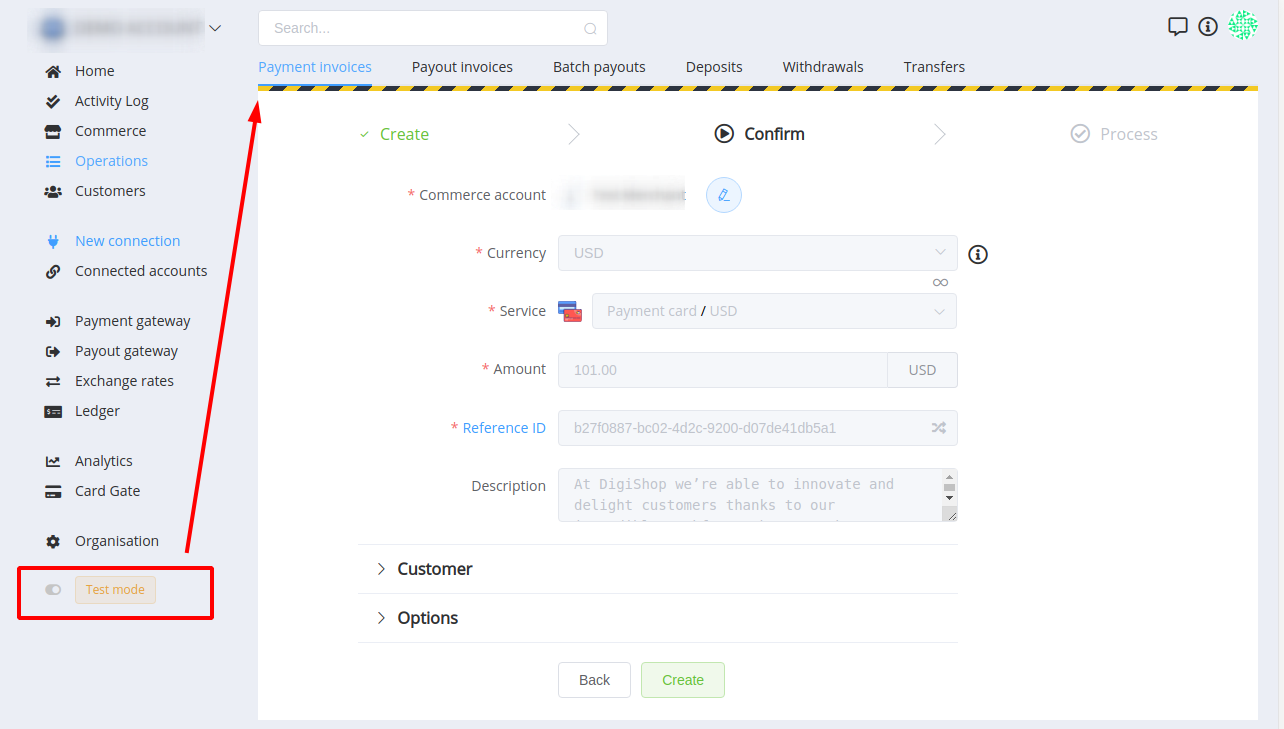 Search...
Home
Activity Log
Commerce
Operations
Customers
New connection
Connected accounts
Payment gateway
Payout gateway
Exchange rates
Ledger
Analytics
Card Gate
Organisation
Test mode
Payment invoices Payout invoices Batch payouts Deposits Withdrawals Transfers
Create Confirm Process
* Commerce account
* Currency USD
* Service Payment card / USD
* Amount 101.00 USD
* Reference ID b27f0887-bc02-4d2c-9200-d07de41db5a1
Description At DigiShop we’re able to innovate and
delight customers thanks to our
Customer
Options
Back Create